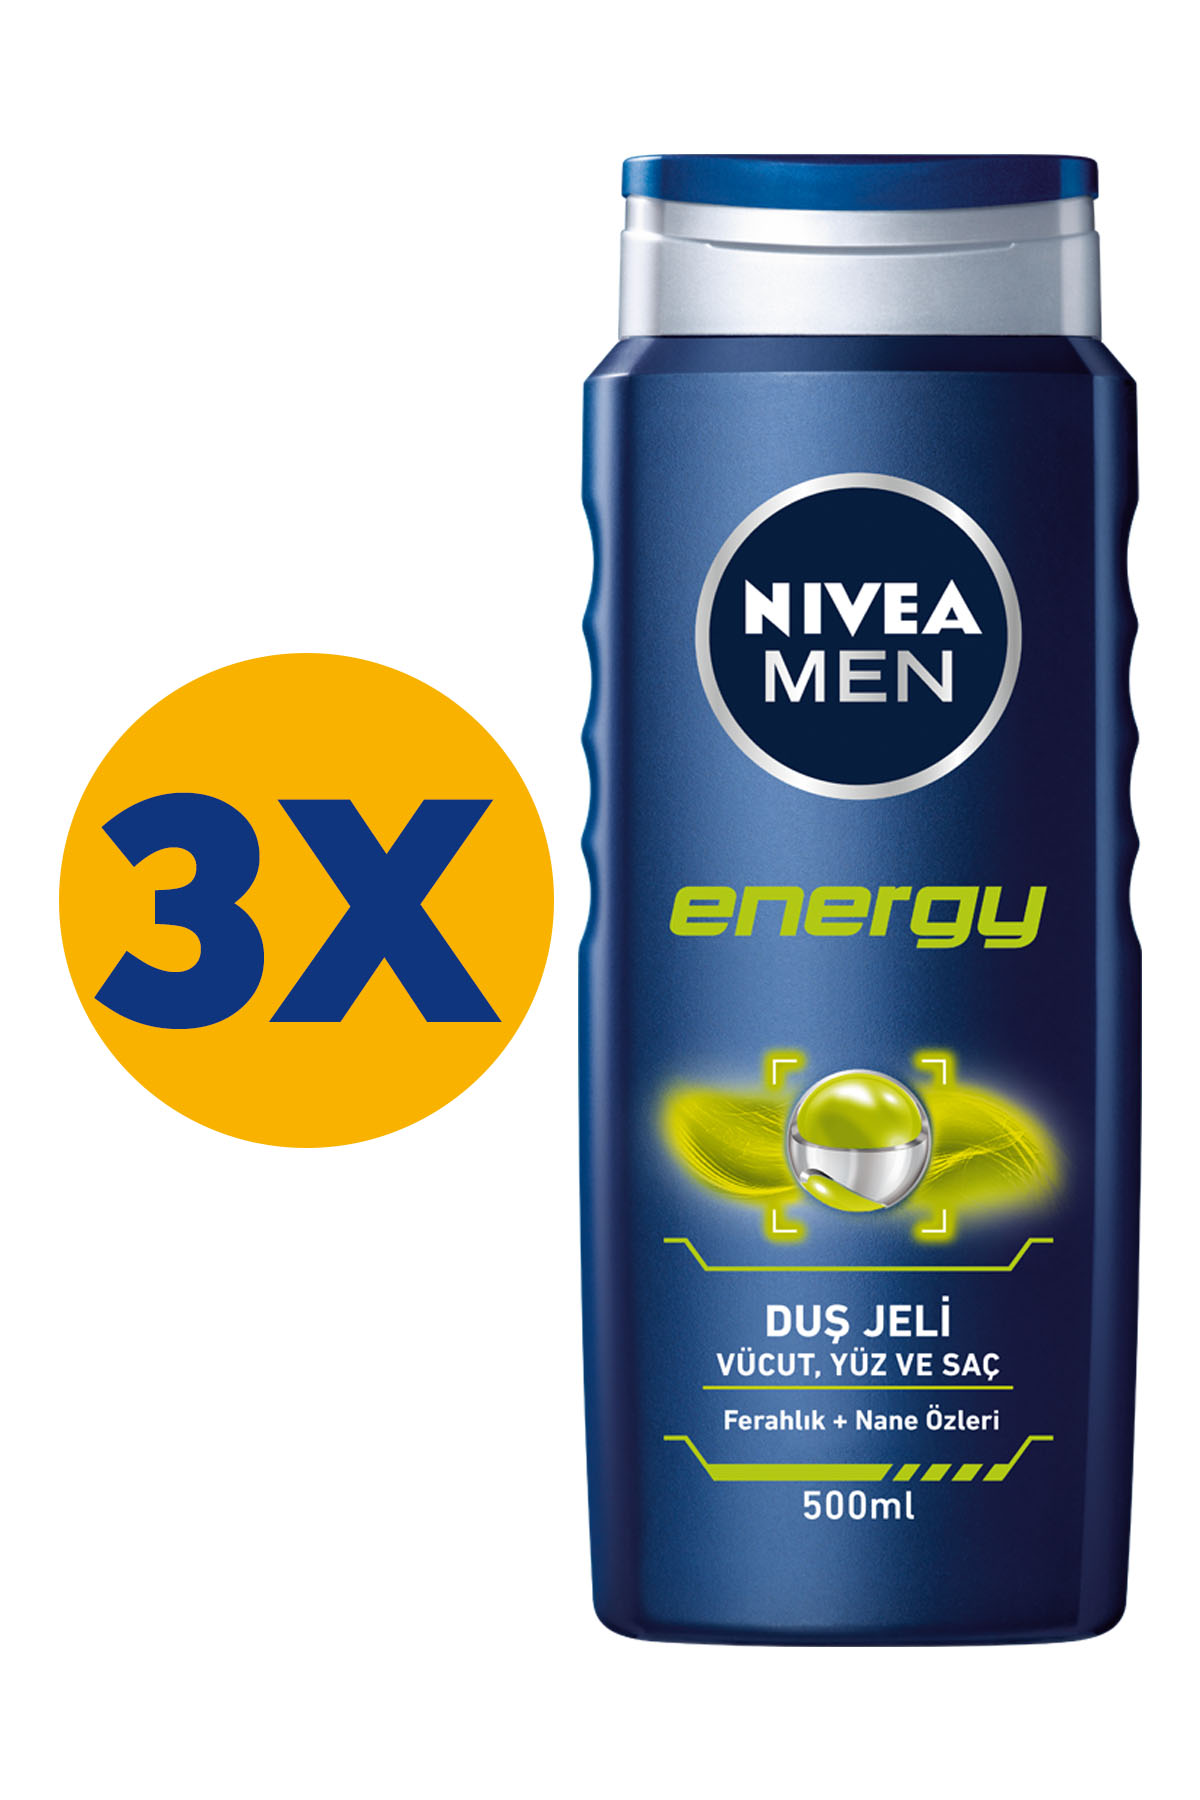 3X
NIVEA
MEN
energy
DUŞ JELİ
VÜCUT, YÜZ VE SAÇ
Ferahlık + Nane Özleri
500ml